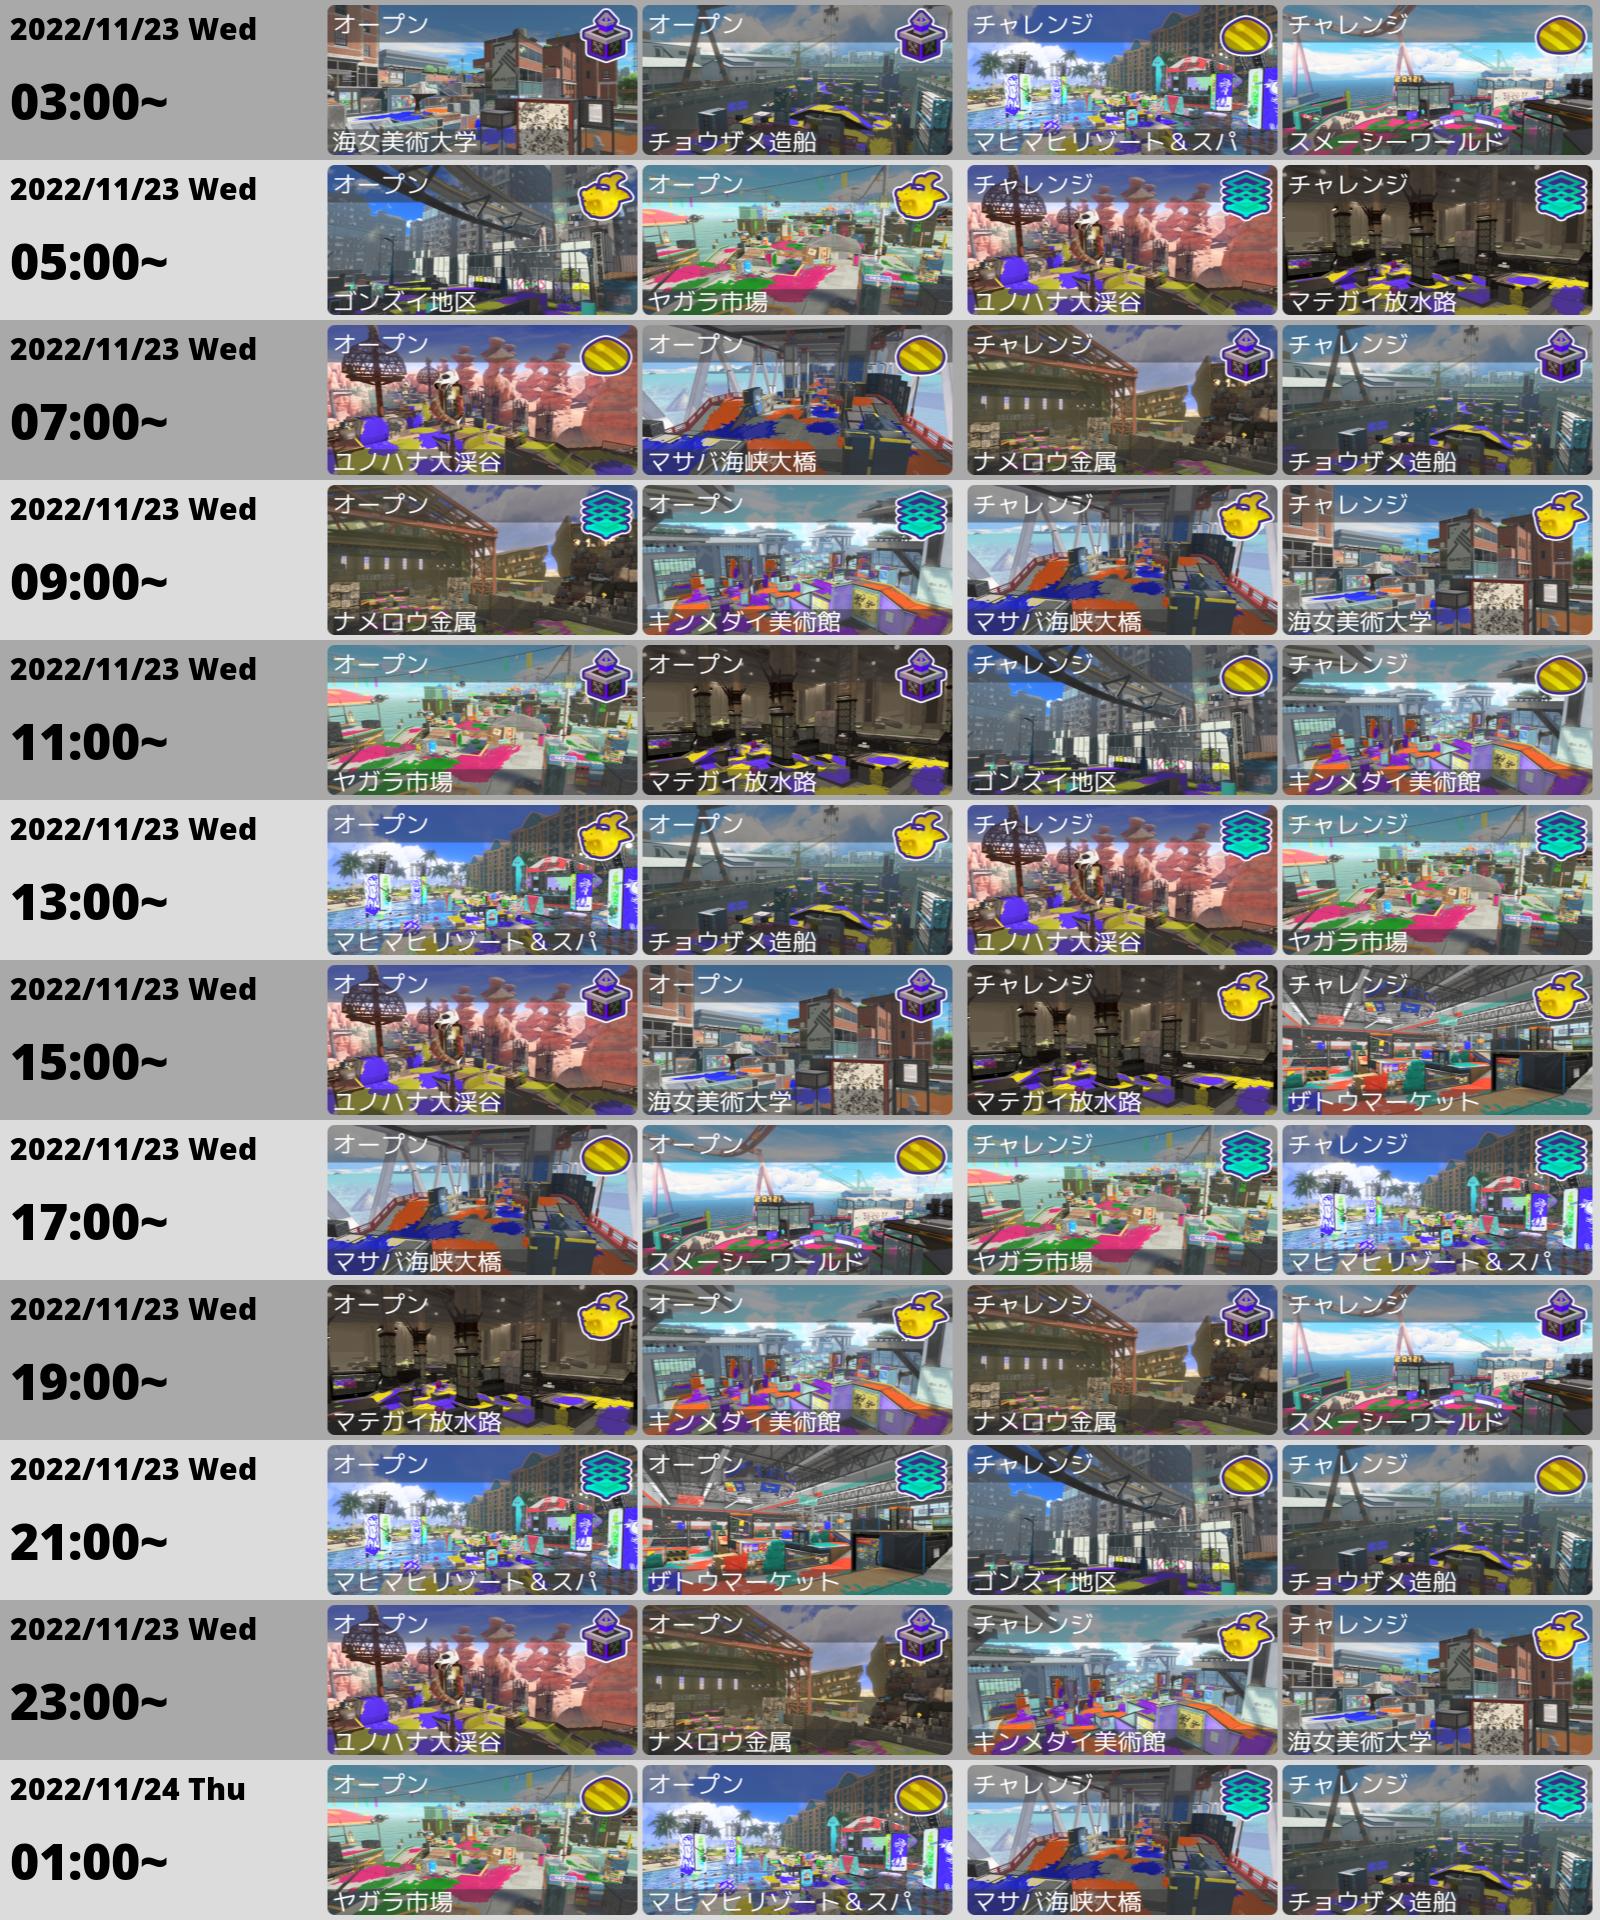 2022/11/23 Wed
03:00~
オープン
海女美術大学
オープン
チョウザメ造船
チャレンジ
マヒマヒリゾート＆スパ
チャレンジ
スメーシーワールド
2022/11/23 Wed
05:00~
オープン
ゴンズイ地区
オープン
ヤガラ市場
チャレンジ
ユノハナ大渓谷
チャレンジ
マテガイ放水路
2022/11/23 Wed
07:00~
オープン
ユノハナ大渓谷
オープン
マサバ海峡大橋
チャレンジ
ナメロウ金属
チャレンジ
チョウザメ造船
2022/11/23 Wed
09:00~
オープン
ナメロウ金属
オープン
キンメダイ美術館
チャレンジ
マサバ海峡大橋
チャレンジ
海女美術大学
2022/11/23 Wed
11:00~
オープン
ヤガラ市場
オープン
マテガイ放水路
チャレンジ
ゴンズイ地区
チャレンジ
キンメダイ美術館
2022/11/23 Wed
13:00~
オープン
マヒマヒリゾート＆スパ
オープン
チョウザメ造船
チャレンジ
ユノハナ大渓谷
チャレンジ
ヤガラ市場
2022/11/23 Wed
15:00~
オープン
ユノハナ大渓谷
オープン
海女美術大学
チャレンジ
マテガイ放水路
チャレンジ
ザトウマーケット
2022/11/23 Wed
17:00~
オープン
マサバ海峡大橋
オープン
スメーシーワールド
チャレンジ
ヤガラ市場
チャレンジ
マヒマヒリゾート＆スパ
2022/11/23 Wed
19:00~
オープン
マテガイ放水路
オープン
キンメダイ美術館
チャレンジ
ナメロウ金属
チャレンジ
スメーシーワールド
2022/11/23 Wed
21:00~
オープン
マヒマヒリゾート＆スパ
オープン
ザトウマーケット
チャレンジ
ゴンズイ地区
チャレンジ
チョウザメ造船
2022/11/23 Wed
23:00~
オープン
ユノハナ大渓谷
オープン
ナメロウ金属
チャレンジ
キンメダイ美術館
チャレンジ
海女美術大学
2022/11/24 Thu
01:00~
オープン
ヤガラ市場
オープン
マヒマヒリゾート＆スパ
チャレンジ
マサバ海峡大橋
チャレンジ
チョウザメ造船